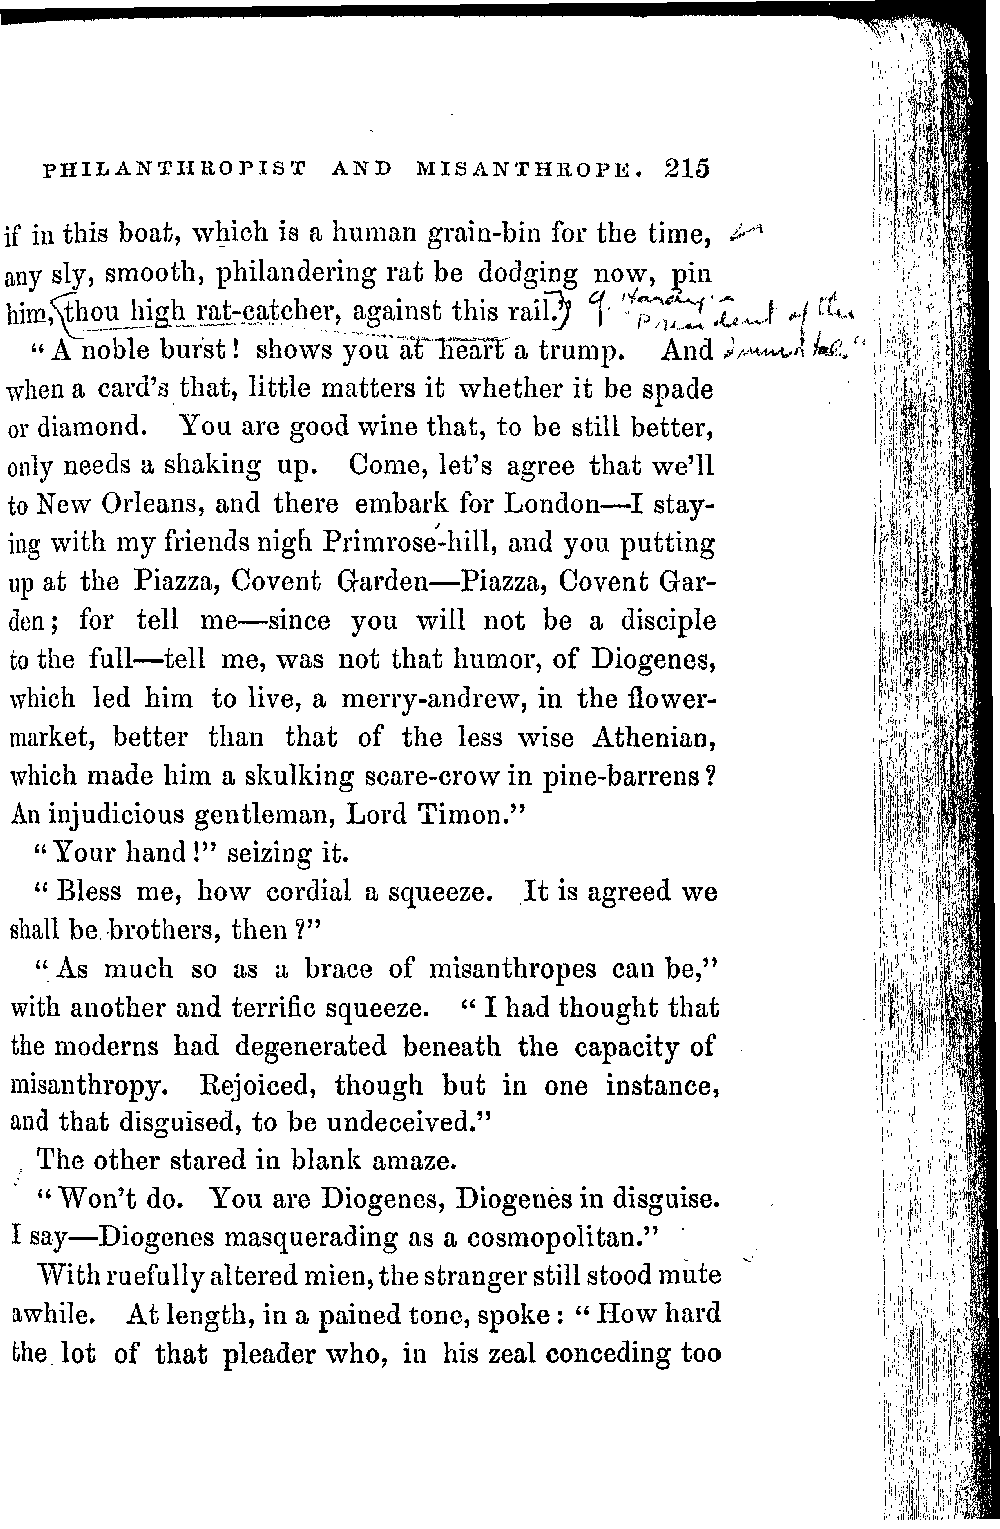 PHILANTHROPIST AND MISANTHROPE. 215
if in this boat, which is a human grain-bin for the time,
any sly, smooth, philandering rat be dodging now, pin
him, thou high rat-catcher, against this rail."
President of the
"A noble burst! shows you at heart a trump. And
when a card's that, little matters it whether it be spade
or diamond. You are good wine that, to be still better,
only needs a shaking up. Come, let's agree that we'll
to New Orleans, and there embark for London—I stay-
ing with my friends nigh Primrose-hill, and you putting
up at the Piazza, Covent Garden—Piazza, Covent Gar-
den; for tell me—since you will not be a disciple
to the full—tell me, was not that humor, of Diogenes,
which led him to live, a merry-andrew, in the flower-
market, better than that of the less wise Athenian,
which made him a skulking scare-crow in pine-barrens?
An injudicious gentleman, Lord Timon."
"Your hand!" seizing it.
"Bless me, how cordial a squeeze. It is agreed we
shall be brothers, then?"
"As much so as a brace of misanthropes can be,"
with another and terrific squeeze. "I had thought that
the moderns had degenerated beneath the capacity of
misanthropy. Rejoiced, though but in one instance,
and that disguised, to be undeceived."
The other stared in blank amaze.
"Won't do. You are Diogenes, Diogenes in disguise.
I say—Diogenes masquerading as a cosmopolitan."
With ruefully altered mien, the stranger still stood mute
awhile. At length, in a pained tone, spoke: "How hard
the lot of that pleader who, in his zeal conceding too